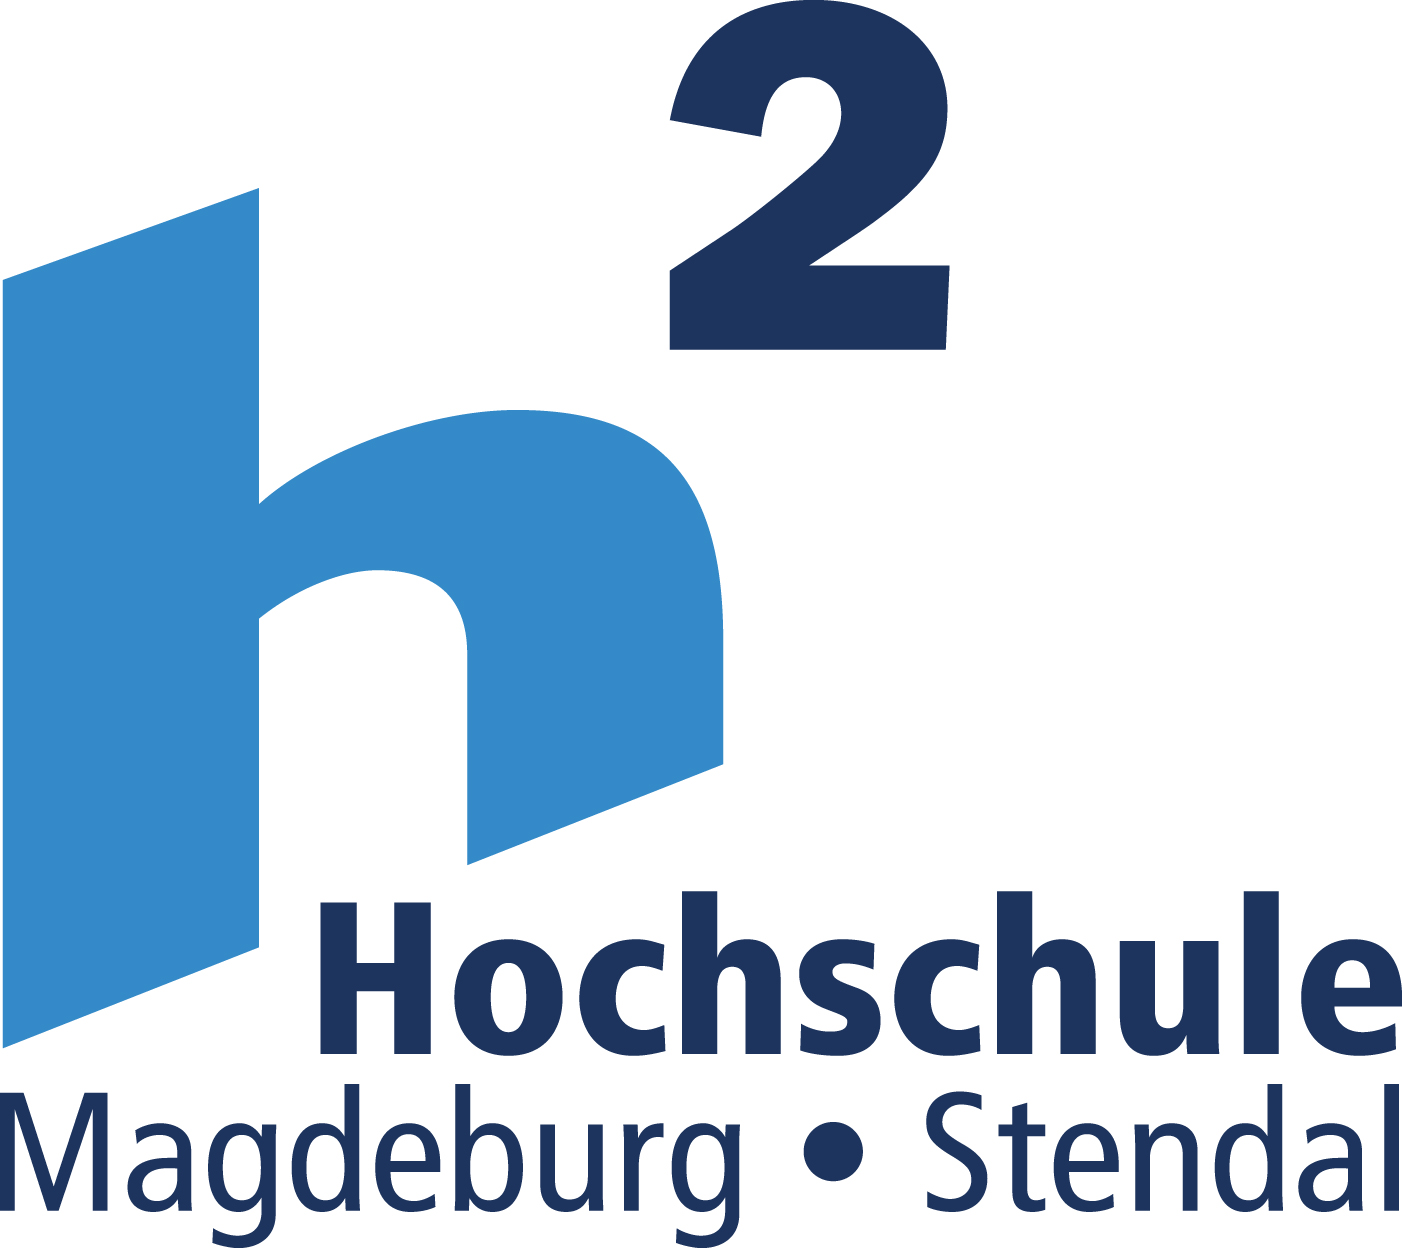 h²
Hochschule
Magdeburg • Stendal